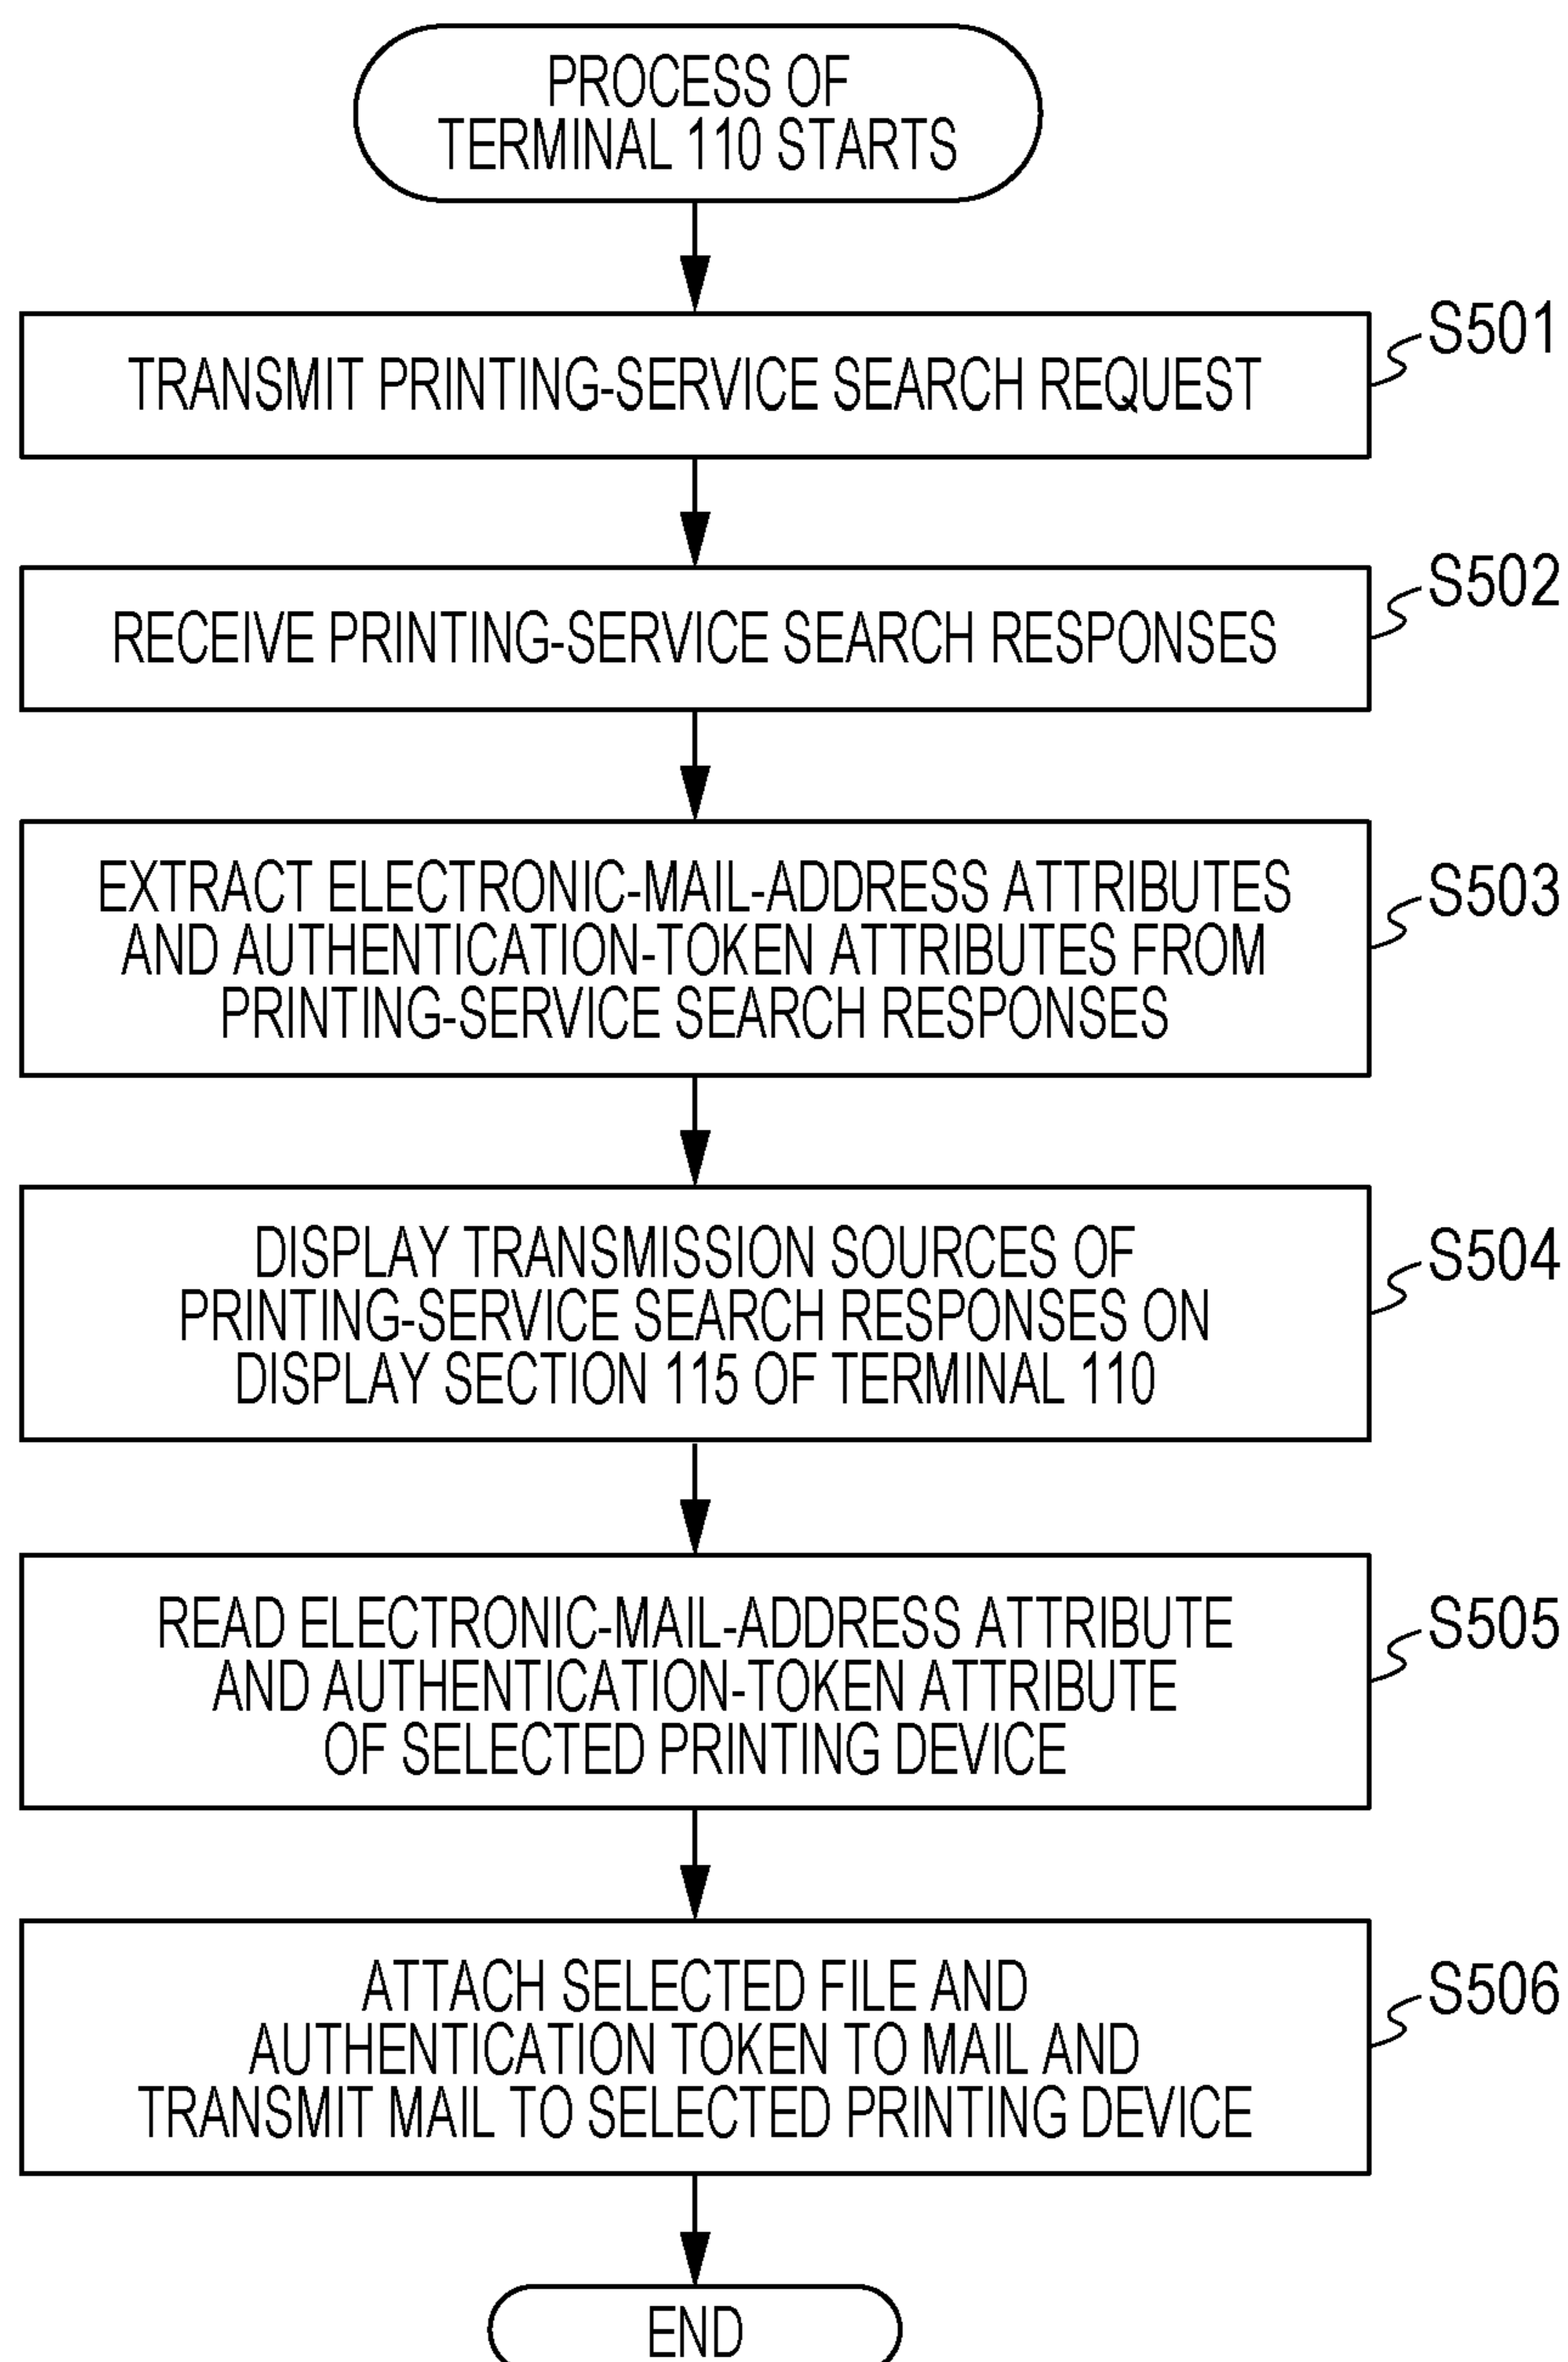 PROCESS OF
TERMINAL 110 STARTS
TRANSMIT PRINTING-SERVICE SEARCH REQUEST
S501
RECEIVE PRINTING-SERVICE SEARCH RESPONSES
S502
EXTRACT ELECTRONIC-MAIL-ADDRESS ATTRIBUTES
AND AUTHENTICATION-TOKEN ATTRIBUTES FROM
PRINTING-SERVICE SEARCH RESPONSES
S503
DISPLAY TRANSMISSION SOURCES OF
PRINTING-SERVICE SEARCH RESPONSES ON
DISPLAY SECTION 115 OF TERMINAL 110
S504
READ ELECTRONIC-MAIL-ADDRESS ATTRIBUTE
AND AUTHENTICATION-TOKEN ATTRIBUTE
OF SELECTED PRINTING DEVICE
S505
ATTACH SELECTED FILE AND
AUTHENTICATION TOKEN TO MAIL AND
TRANSMIT MAIL TO SELECTED PRINTING DEVICE
S506
END